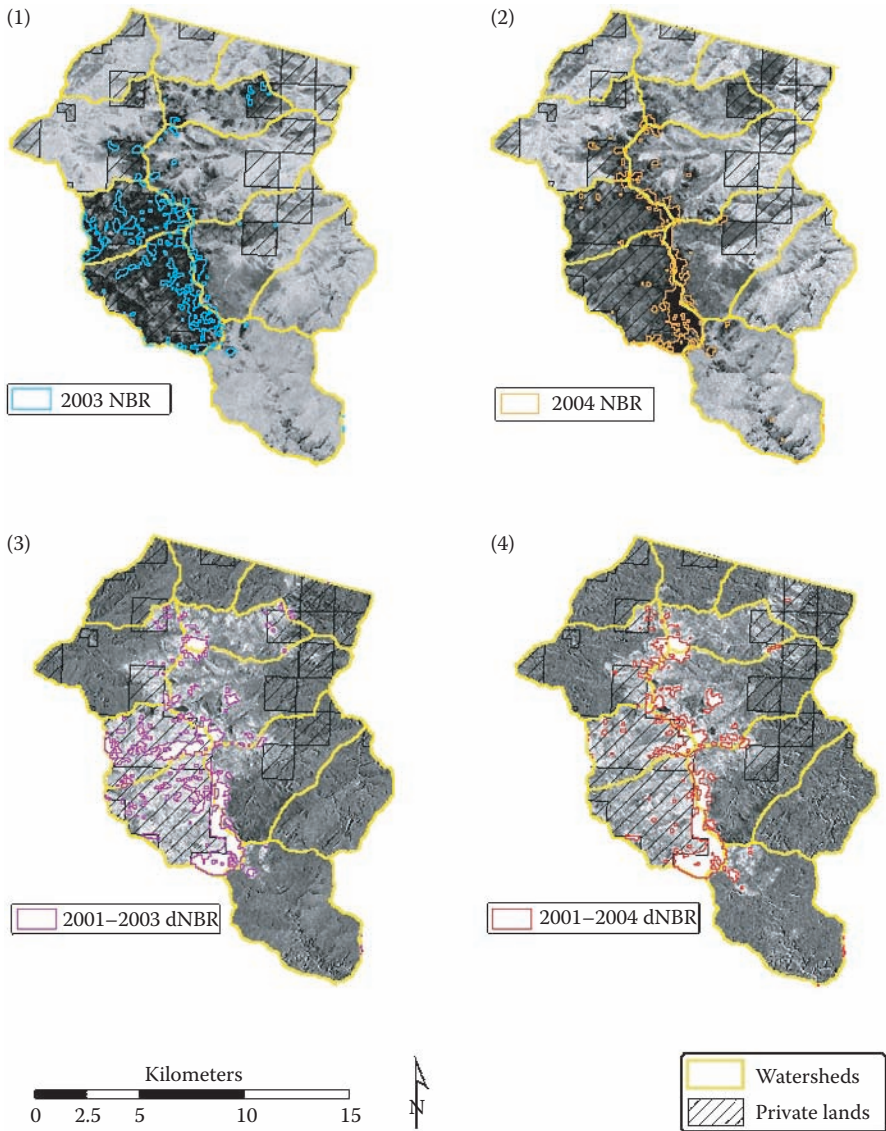 (1)
(2)
2003 NBR
2004 NBR
(3)
(4)
2001–2003 dNBR
2001–2004 dNBR
Kilometers
0 2.5 5 10 15
N
Watersheds
Private lands